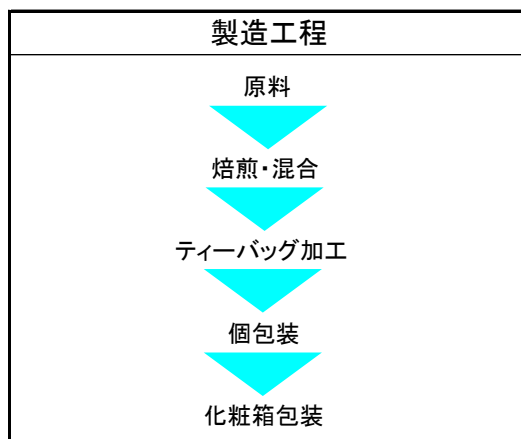 製造工程
原料
焙煎・混合
ティーバッグ加工
個包装
化粧箱包装